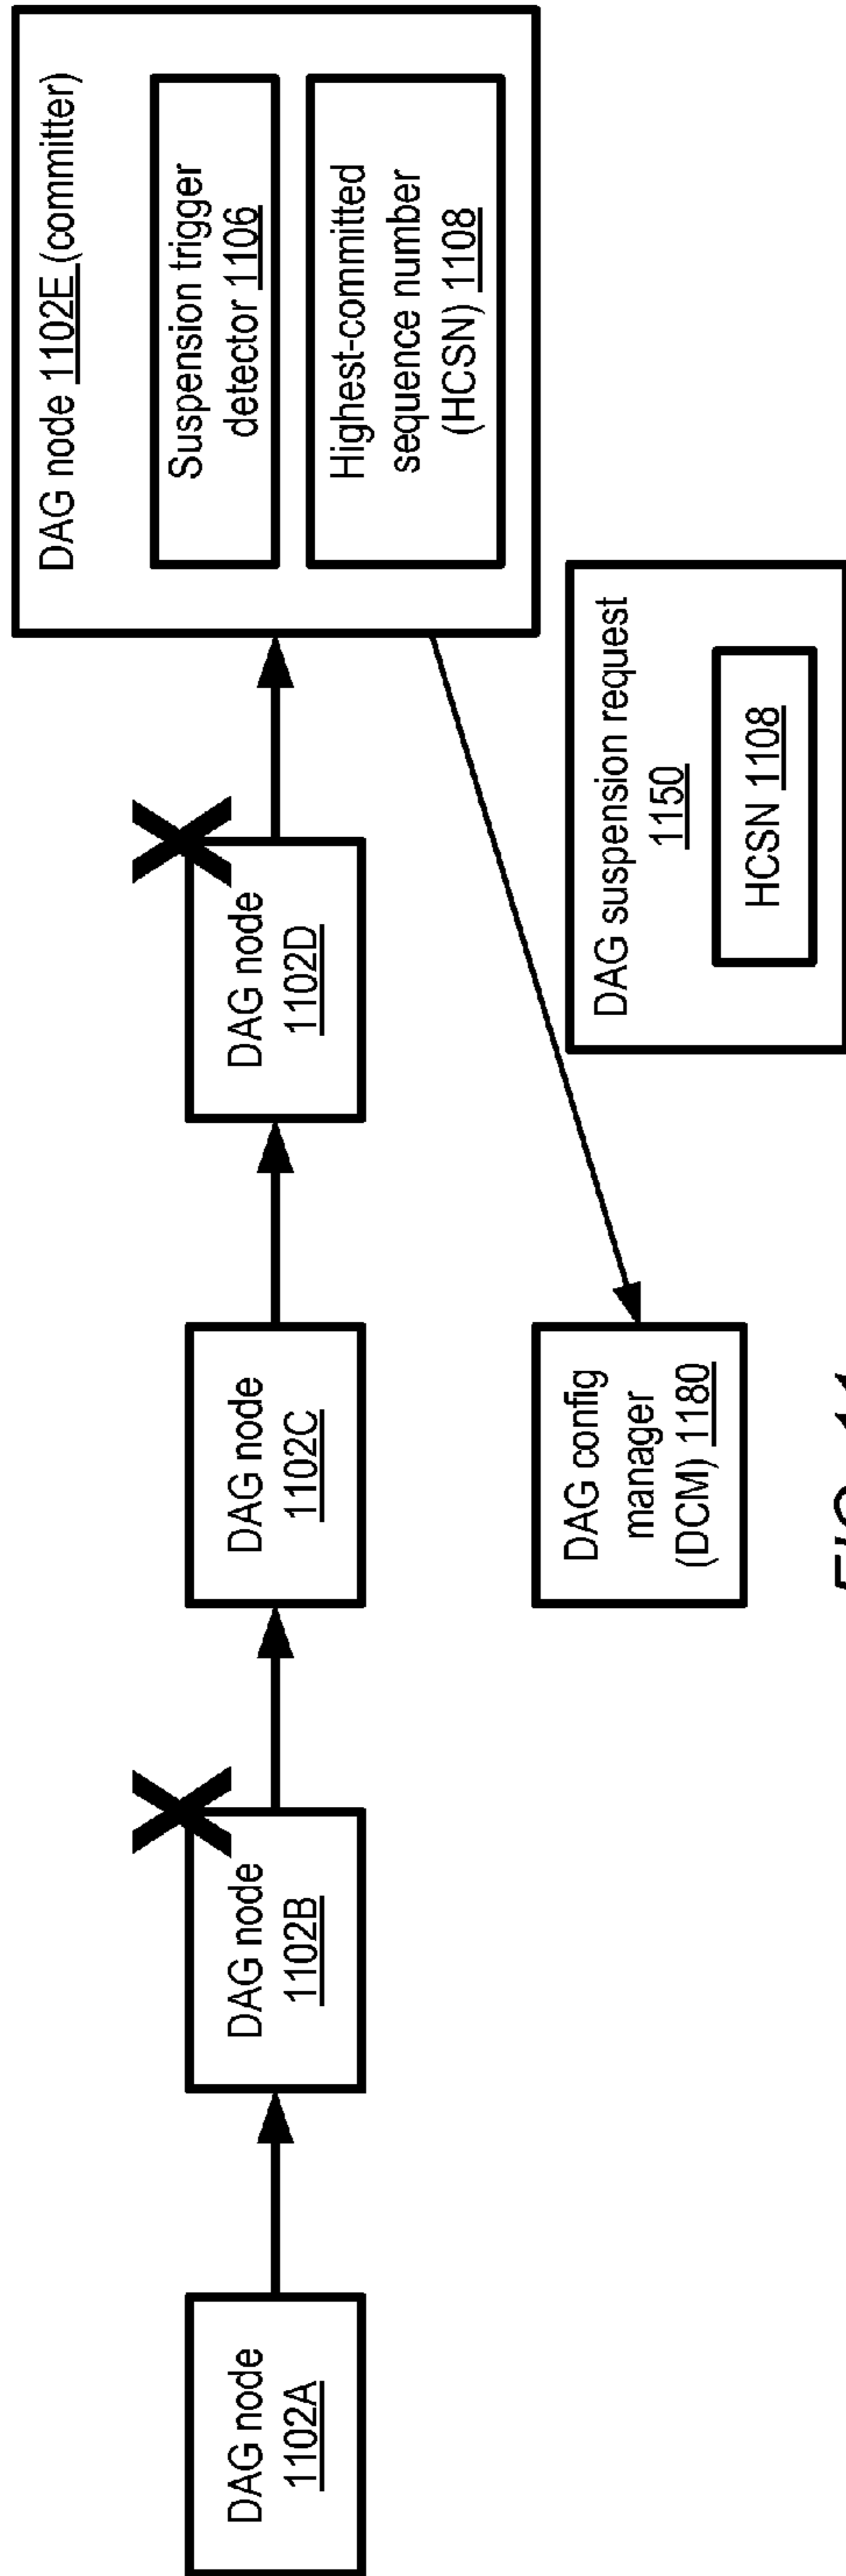 DAG node
1102A
DAG node
1102B
DAG node
1102C
DAG node
1102D
DAG node 1102E (committer)
Suspension trigger
detector 1106
Highest-committed
sequence number
(HCSN) 1108
DAG config
manager
(DCM) 1180
DAG suspension request
1150
HCSN 1108